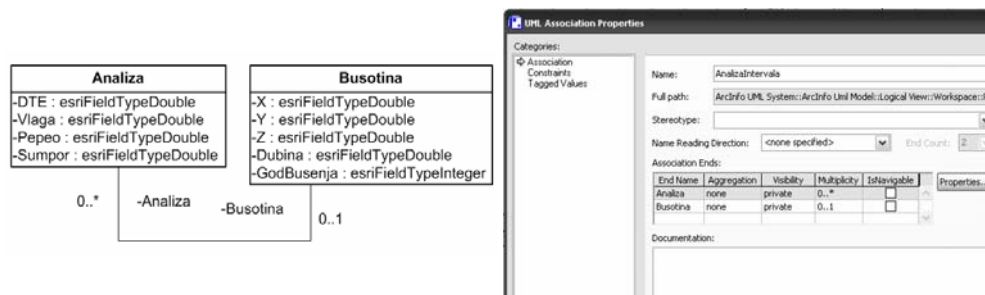 Analiza
-DTE : esriFieldTypeDouble
-Vlaga : esriFieldTypeDouble
-Pepeo : esriFieldTypeDouble
-Sumpor : esriFieldTypeDouble
Busotina
-X : esriFieldTypeDouble
-Y : esriFieldTypeDouble
-Z : esriFieldTypeDouble
-Dubina : esriFieldTypeDouble
-GodBusenja : esriFieldTypeInteger
0..*
-Analiza
-Busotina
0..1
UML Association Properties
Categories:
Association
Constraints
Tagged Values
Name: AnalizaIntervala
Full path: ArcInfo UML System::ArcInfo Uml Model::Logical View::Workspace::
Stereotype:
Name Reading Direction: <none specified> End Count: 2
Association Ends:
End Name Aggregation Visibility Multiplicity IsNavigable Properties...
Analiza none private 0..*
Busotina none private 0..1
Documentation: